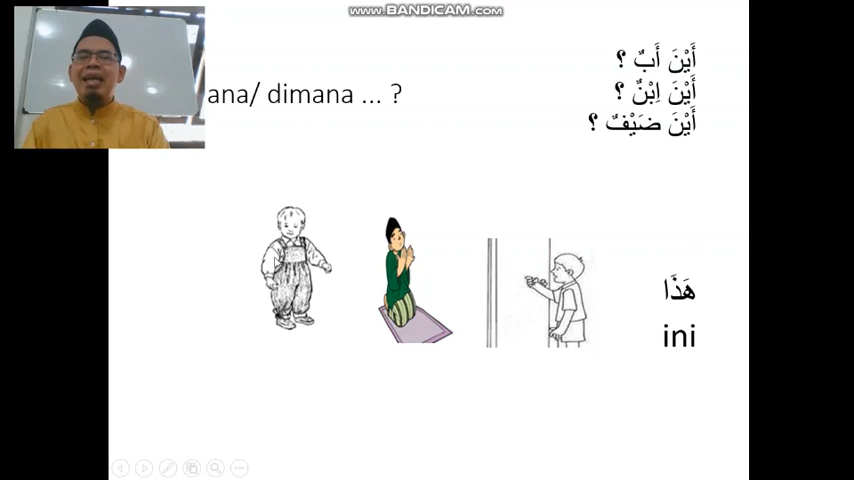 WWW.BANDICAM.COM
أَيْنَ أَبٌ ؟
ana/ dimana ... ?
أَيْنَ اِبْنٌ ؟
أَيْنَ ضَيْفٌ ؟
هَذَا
ini